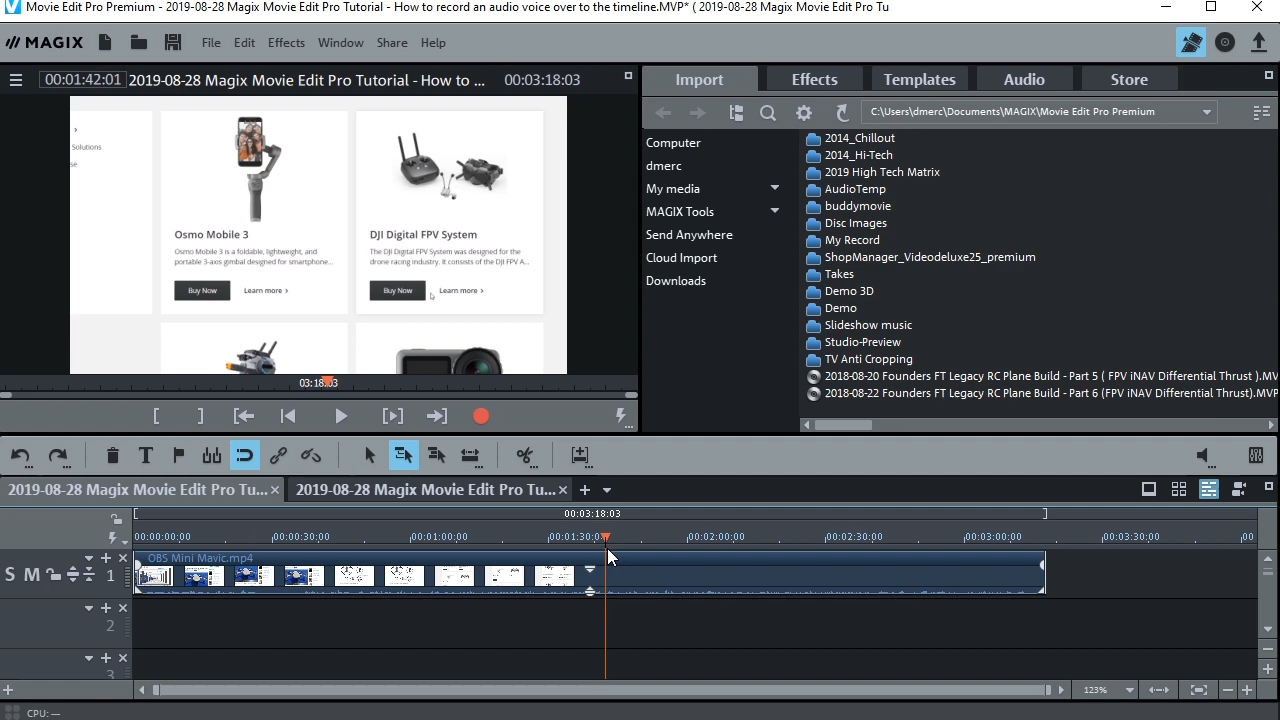 Movie Edit Pro Premium - 2019-08-28 Magix Movie Edit Pro Tutorial - How to record an audio voice over to the timeline.MVP* ( 2019-08-28 Magix Movie Edit Pro Tu
MAGIX File Edit Effects Window Share Help
00:01:42:01 2019-08-28 Magix Movie Edit Pro Tutorial - How to ... 00:03:18:03
Solutions
se
Osmo Mobile 3
Osmo Mobile 3 is a foldable, lightweight, and
portable 3-axis gimbal designed for smartphone...
Buy Now Learn more ›
DJI Digital FPV System
The DJI Digital FPV System was designed for the
drone racing industry. It consists of the DJI FPV A...
Buy Now Learn more ›
03:18:03
Import Effects Templates Audio Store
C:\Users\dmerc\Documents\MAGIX\Movie Edit Pro Premium
Computer
dmerc
My media
MAGIX Tools
Send Anywhere
Cloud Import
Downloads
2014_Chillout
2014_Hi-Tech
2019 High Tech Matrix
AudioTemp
buddymovie
Disc Images
My Record
ShopManager_Videodeluxe25_premium
Takes
Demo 3D
Demo
Slideshow music
Studio-Preview
TV Anti Cropping
2018-08-20 Founders FT Legacy RC Plane Build - Part 5 ( FPV iNAV Differential Thrust ).MV
2018-08-22 Founders FT Legacy RC Plane Build - Part 6 (FPV iNAV Differential Thrust).MVP
2019-08-28 Magix Movie Edit Pro Tu... 2019-08-28 Magix Movie Edit Pro Tu...
00:03:18:03
00:00:00:00 00:00:30:00 00:01:00:00 00:01:30:0 00:02:00:00 00:02:30:00 00:03:00:00 00:03:30:00 00
OBS Mini Mavic.mp4
S M 1
2
3
123%
CPU: —